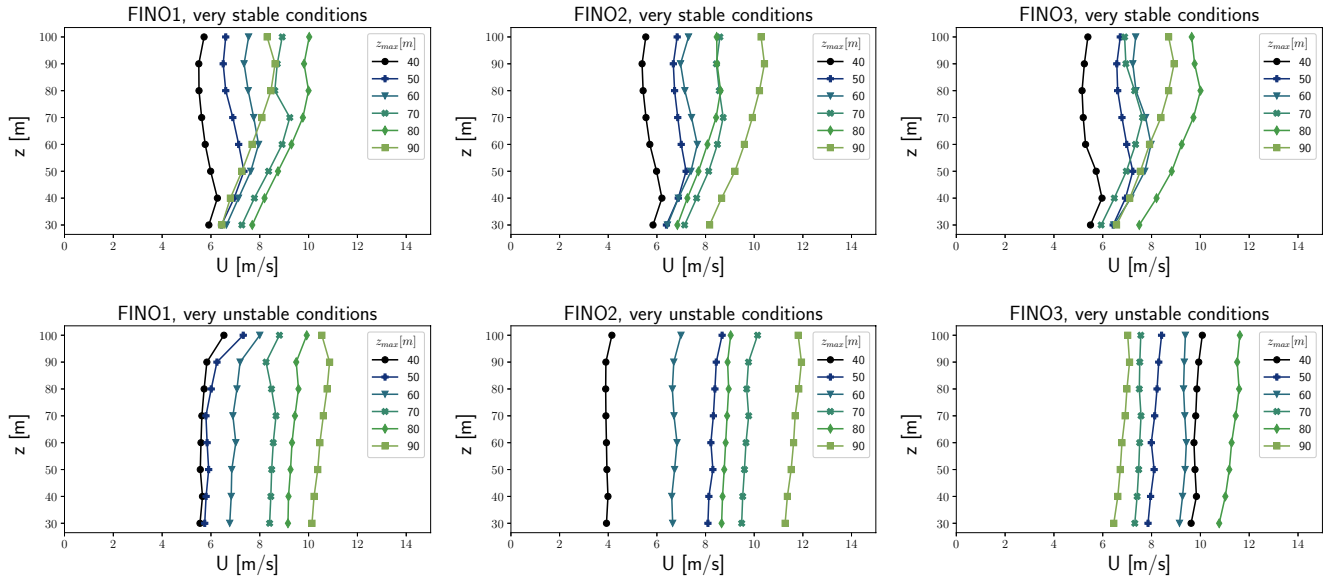 FINO1, very stable conditions
z [m]
100
90
80
70
60
50
40
30
0 2 4 6 8 10 12 14
U [m/s]
z_max[m]
40
50
60
70
80
90
FINO2, very stable conditions
z [m]
100
90
80
70
60
50
40
30
0 2 4 6 8 10 12 14
U [m/s]
z_max[m]
40
50
60
70
80
90
FINO3, very stable conditions
z [m]
100
90
80
70
60
50
40
30
0 2 4 6 8 10 12 14
U [m/s]
z_max[m]
40
50
60
70
80
90
FINO1, very unstable conditions
z [m]
100
90
80
70
60
50
40
30
0 2 4 6 8 10 12 14
U [m/s]
z_max[m]
40
50
60
70
80
90
FINO2, very unstable conditions
z [m]
100
90
80
70
60
50
40
30
0 2 4 6 8 10 12 14
U [m/s]
z_max[m]
40
50
60
70
80
90
FINO3, very unstable conditions
z [m]
100
90
80
70
60
50
40
30
0 2 4 6 8 10 12 14
U [m/s]
z_max[m]
40
50
60
70
80
90